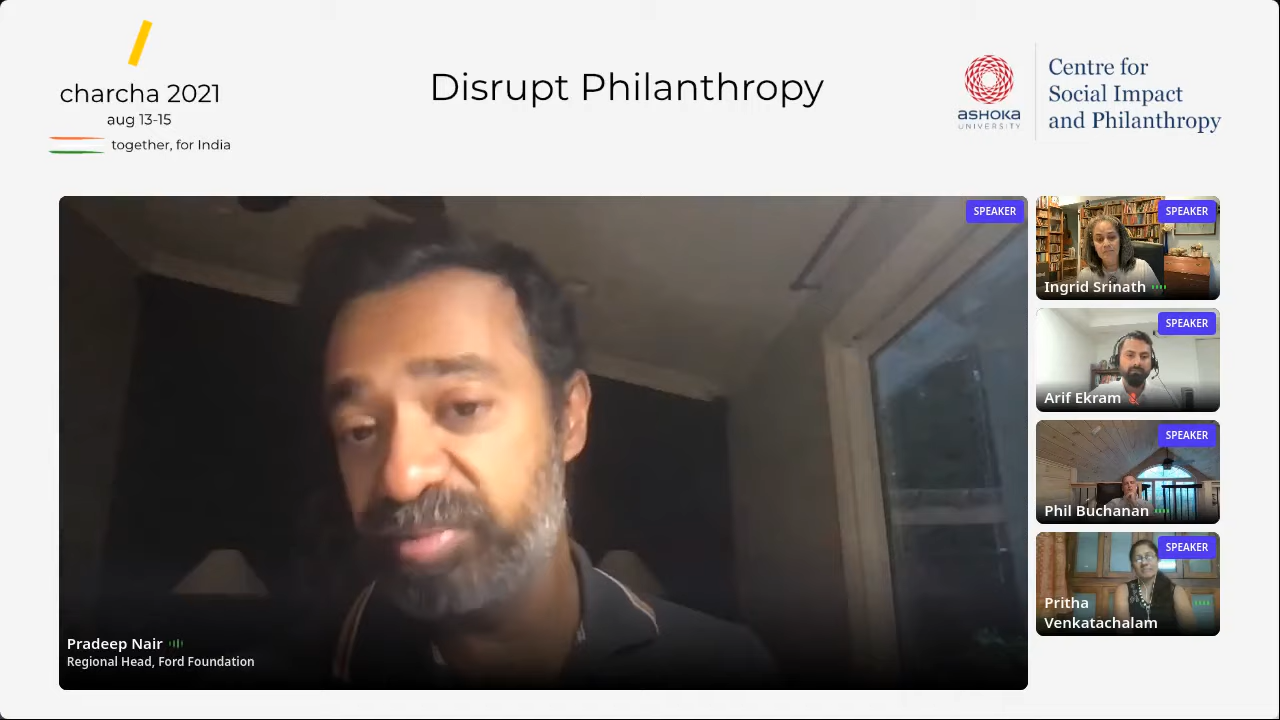 charcha 2021
aug 13-15
together, for India
Disrupt Philanthropy
ASHOKA
UNIVERSITY
Centre for
Social Impact
and Philanthropy
SPEAKER
Pradeep Nair
Regional Head, Ford Foundation
SPEAKER
Ingrid Srinath
SPEAKER
Arif Ekram
SPEAKER
Phil Buchanan
SPEAKER
Pritha
Venkatachalam